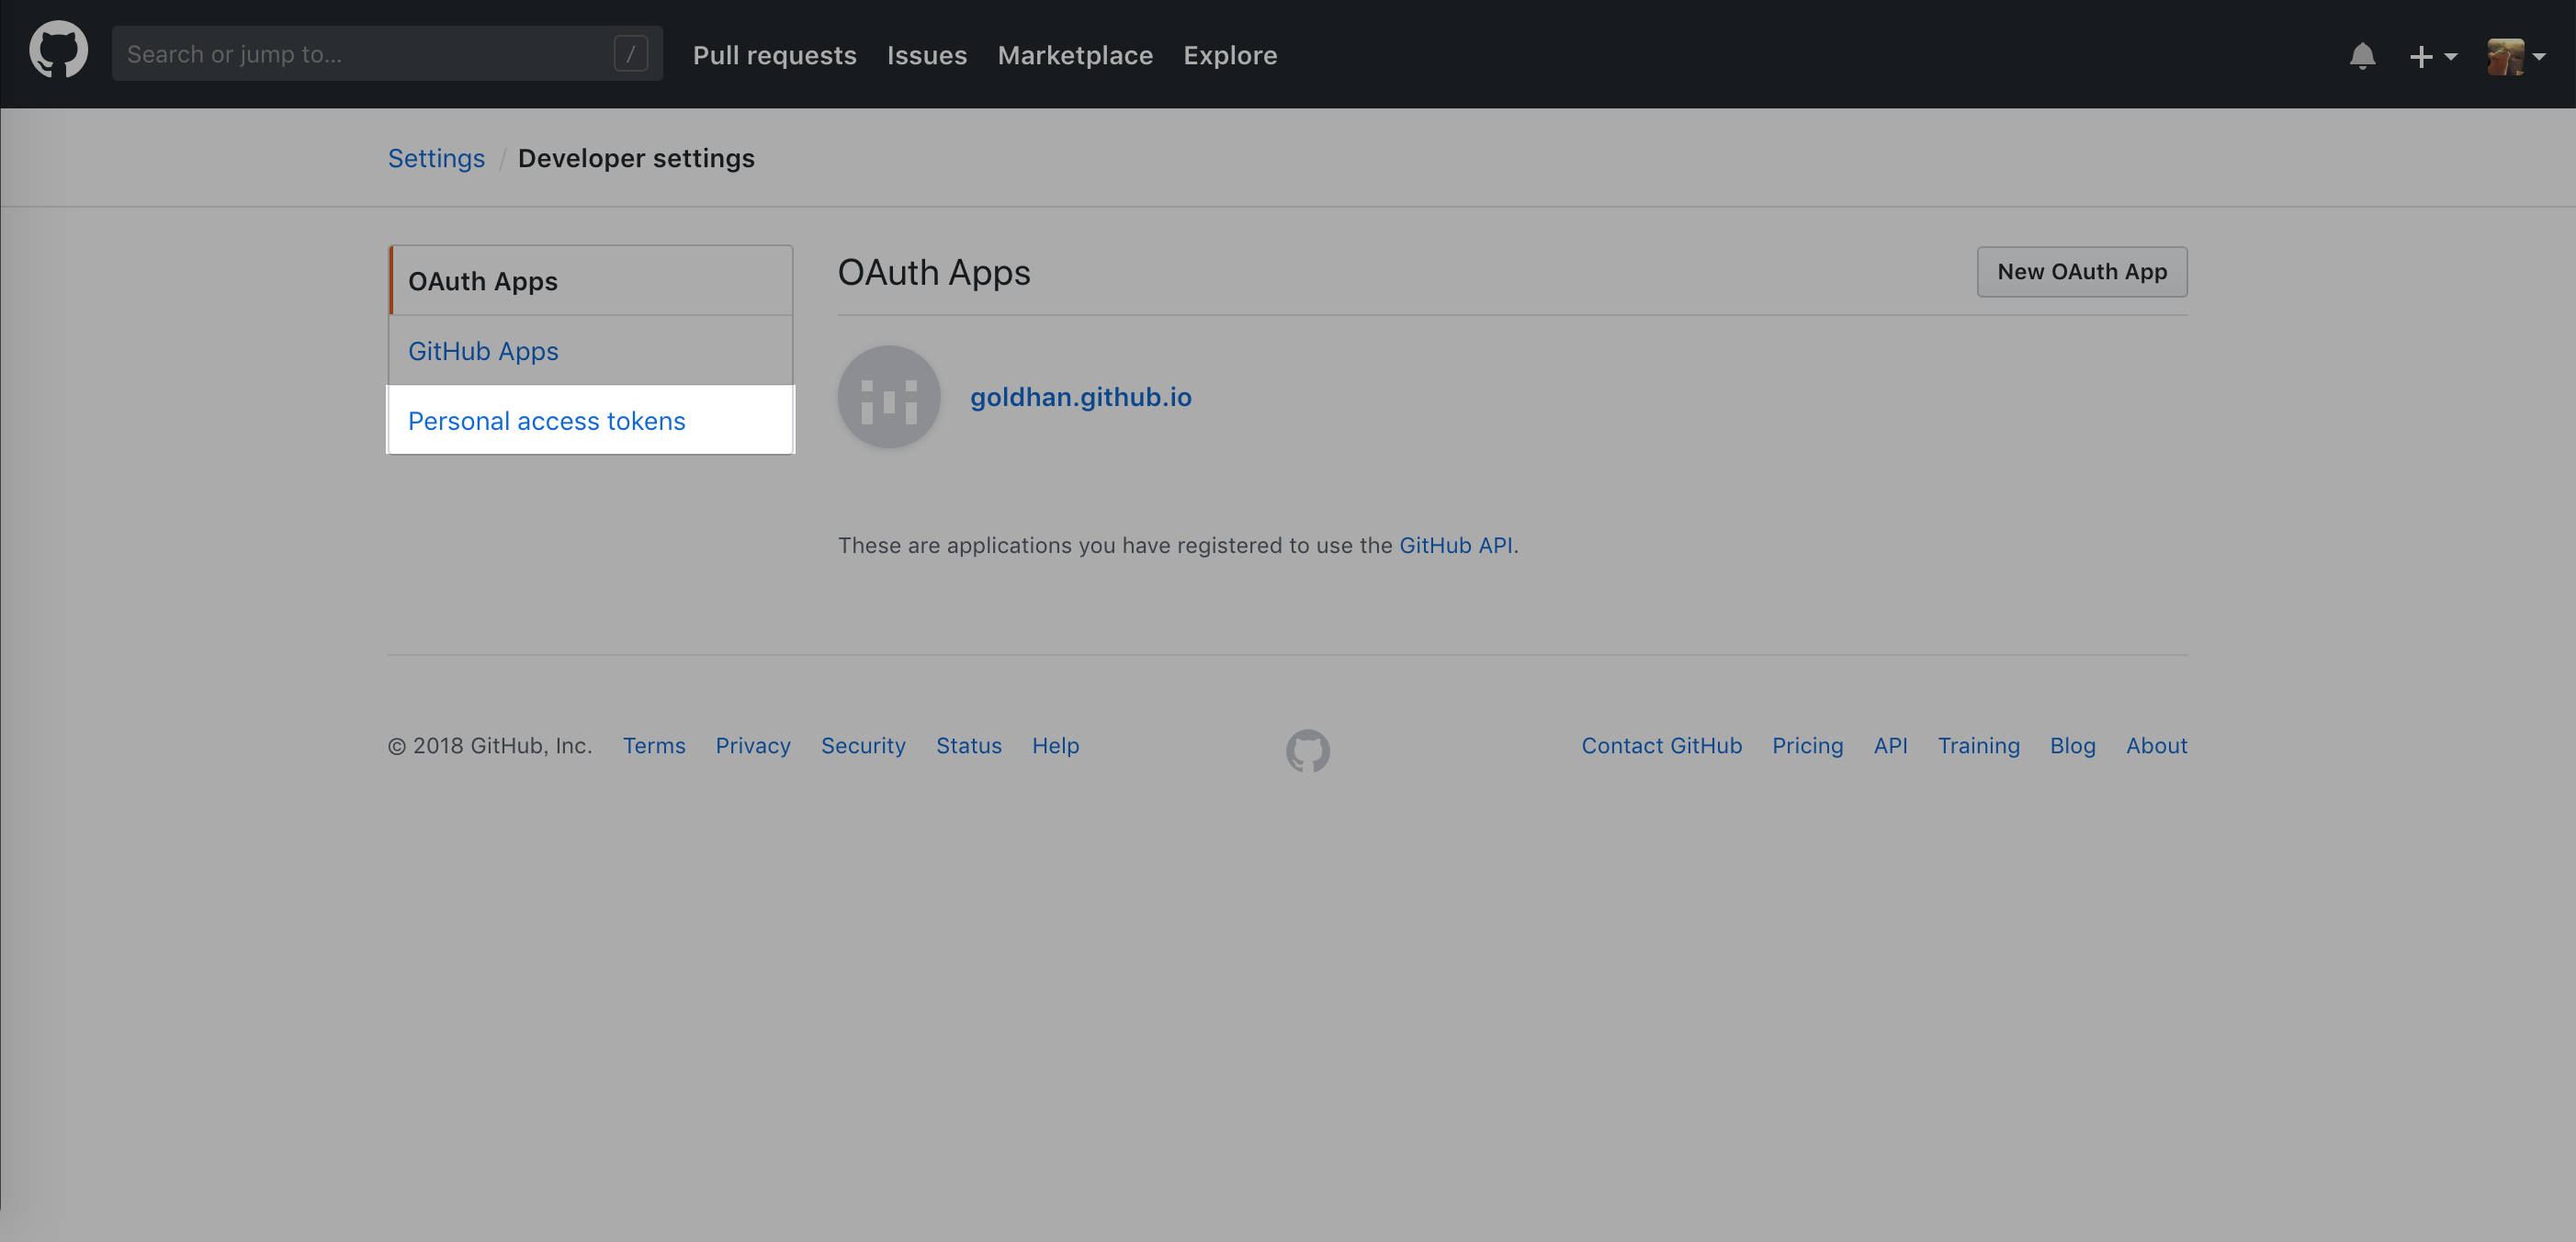 Search or jump to... / Pull requests Issues Marketplace Explore
Settings / Developer settings
OAuth Apps
GitHub Apps
Personal access tokens
OAuth Apps
New OAuth App
goldhan.github.io
These are applications you have registered to use the GitHub API.
© 2018 GitHub, Inc. Terms Privacy Security Status Help
Contact GitHub Pricing API Training Blog About